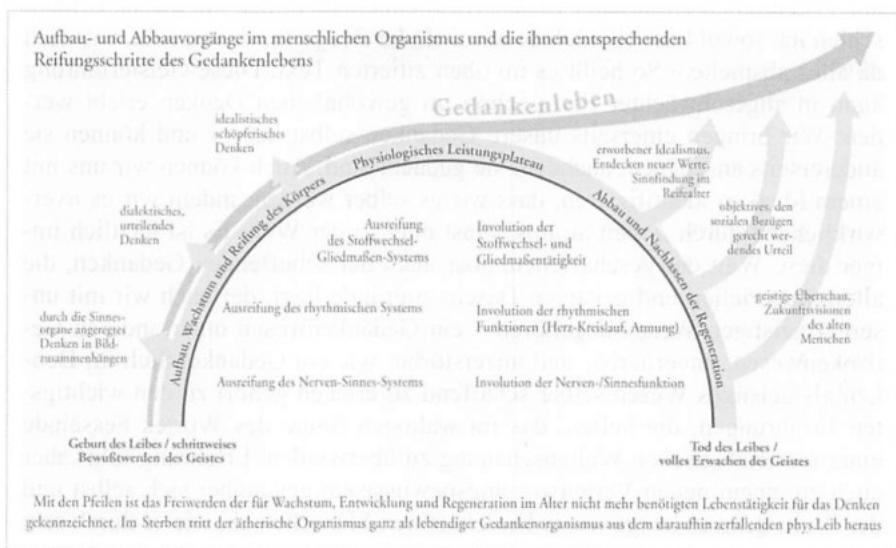 Aufbau- und Abbauvorgänge im menschlichen Organismus und die ihnen entsprechenden
Reifungsschritte des Gedankenlebens
Gedankenleben
idealistisches
schöpferisches
Denken
erworbener Idealismus,
Entdecken neuer Werte,
Sinnfindung im
Reifealter
dialektisches,
urteilendes
Denken
objektives, den
sozialen Bezügen
gerecht wer-
dendes Urteil
durch die Sinnes-
organe angeregtes
Denken in Bild-
zusammenhängen
geistige Überschau,
Zukunftsvisionen
des alten
Menschen
Aufbau, Wachstum und Reifung des Körpers
Physiologisches Leistungsplateau
Abbau und Nachlassen der Regeneration
Ausreifung
des Stoffwechsel-
Gliedmaßen-Systems
Involution der
Stoffwechsel- und
Gliedmaßentätigkeit
Ausreifung des rhythmischen Systems
Involution der rhythmischen
Funktionen (Herz-Kreislauf, Atmung)
Ausreifung des Nerven-Sinnes-Systems
Involution der Nerven-/Sinnesfunktion
Geburt des Leibes / schrittweises
Bewußtwerden des Geistes
Tod des Leibes /
volles Erwachen des Geistes
Mit den Pfeilen ist das Freiwerden der für Wachstum, Entwicklung und Regeneration im Alter nicht mehr benötigten Lebenstätigkeit für das Denken
gekennzeichnet. Im Sterben tritt der ätherische Organismus ganz als lebendiger Gedankenorganismus aus dem daraufhin zerfallenden phys.Leib heraus